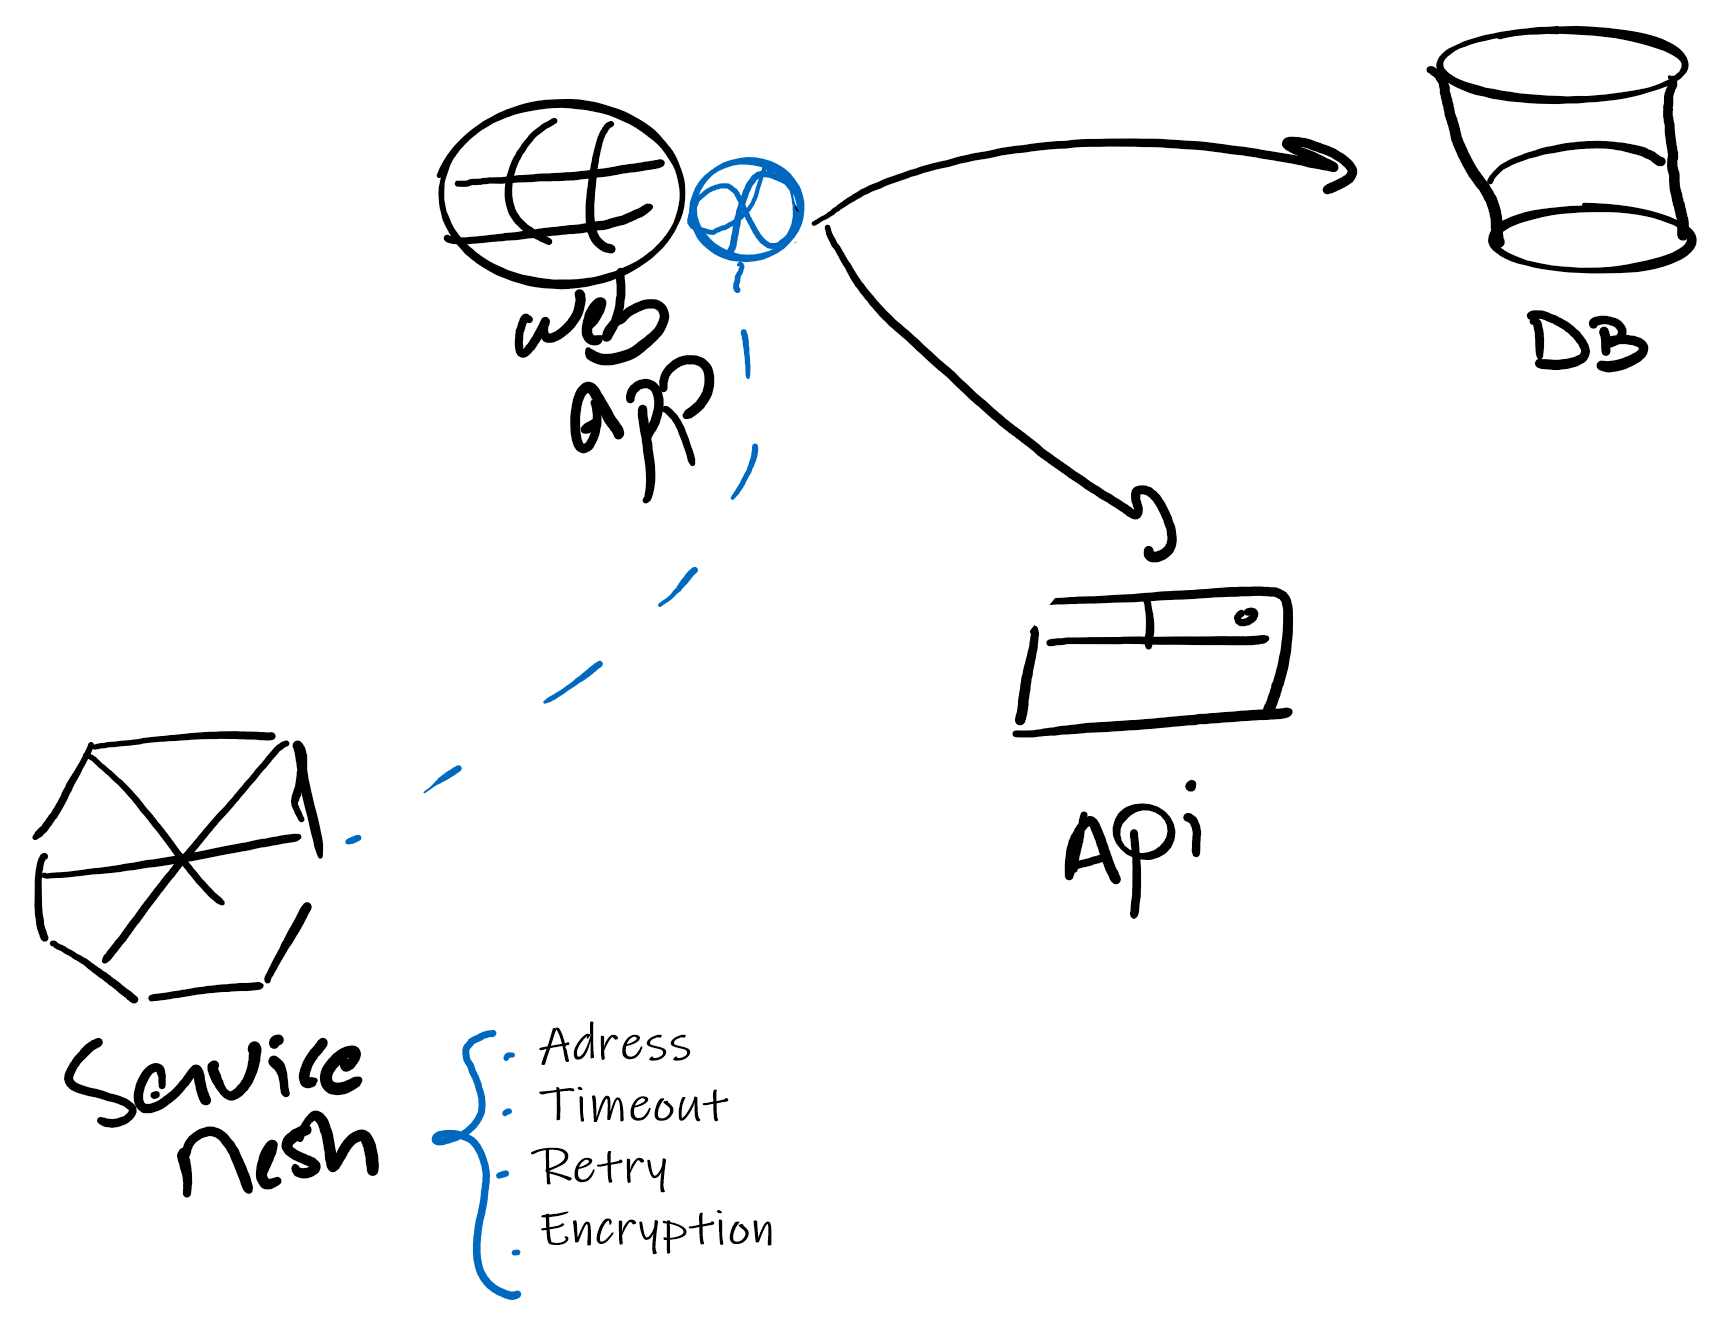 Web
App
DB
Api
Service
mesh
Adress
Timeout
Retry
Encryption